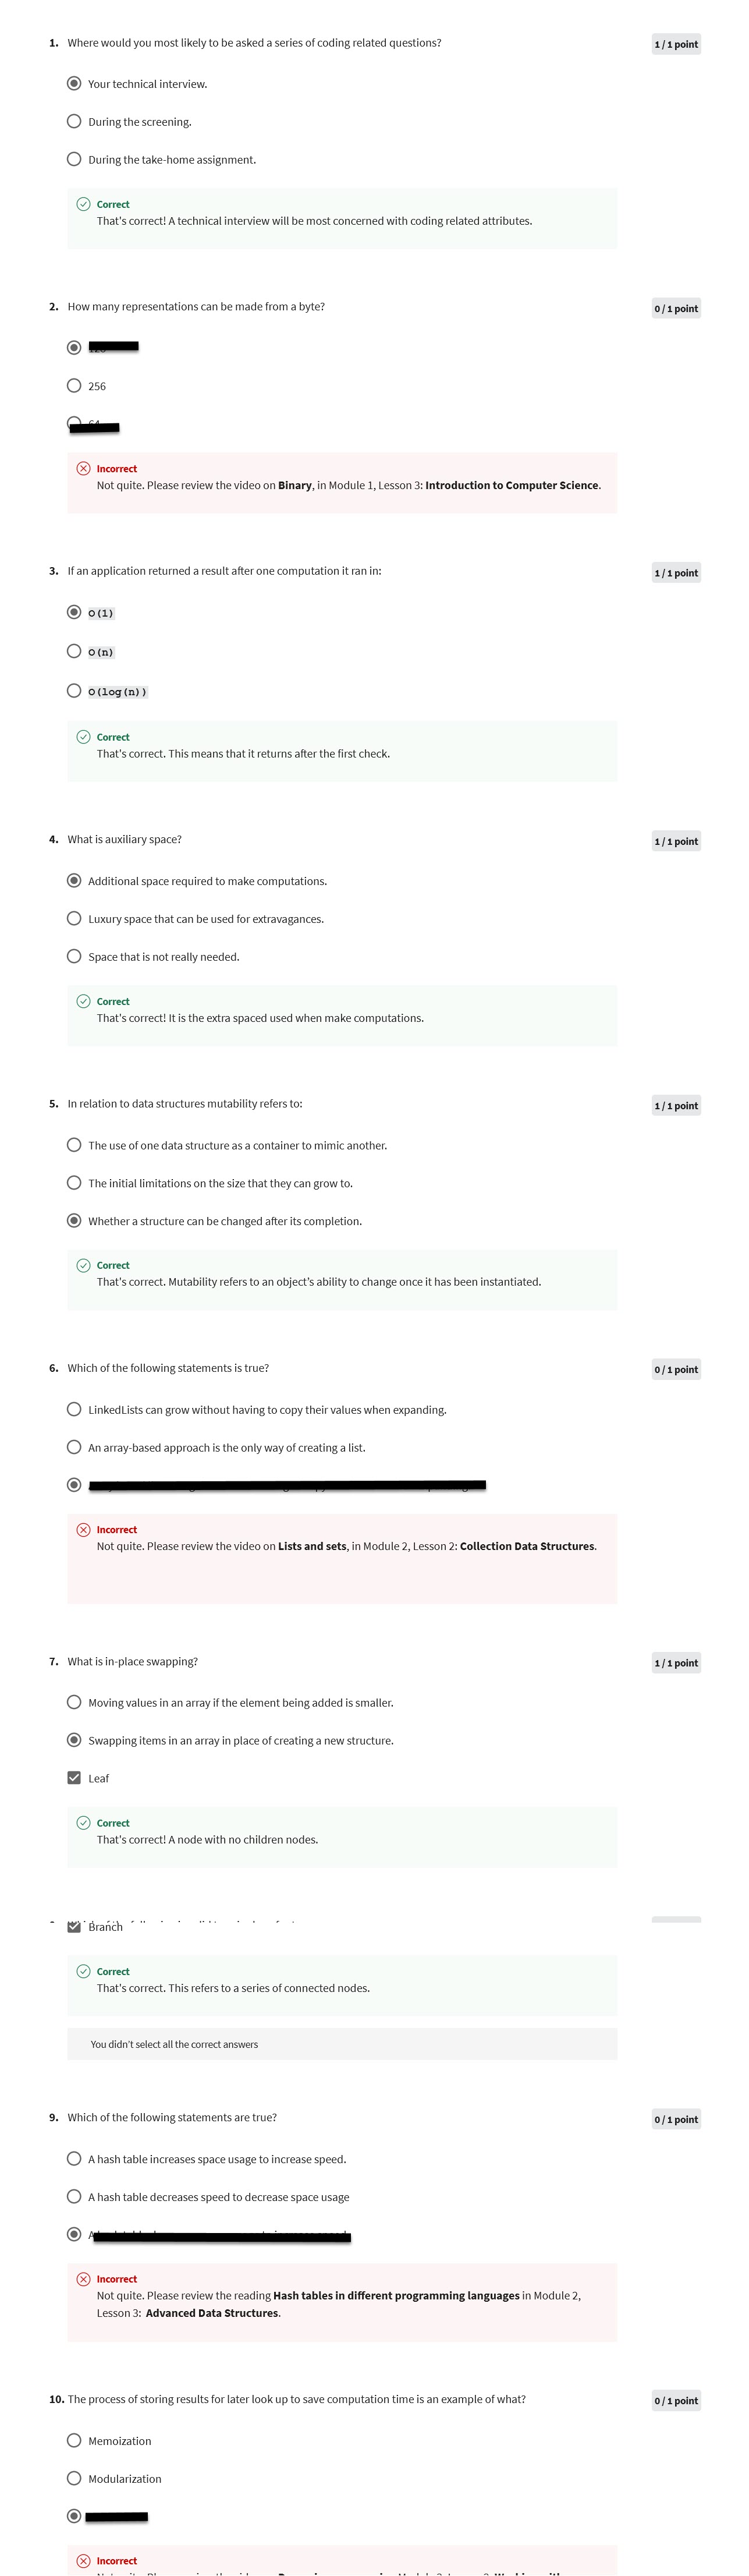 1. Where would you most likely to be asked a series of coding related questions?
1 / 1 point
Your technical interview.
During the screening.
During the take-home assignment.
Correct
That's correct! A technical interview will be most concerned with coding related attributes.
2. How many representations can be made from a byte?
0 / 1 point
256
Incorrect
Not quite. Please review the video on Binary, in Module 1, Lesson 3: Introduction to Computer Science.
3. If an application returned a result after one computation it ran in:
1 / 1 point
O(1)
O(n)
O(log(n))
Correct
That's correct. This means that it returns after the first check.
4. What is auxiliary space?
1 / 1 point
Additional space required to make computations.
Luxury space that can be used for extravagances.
Space that is not really needed.
Correct
That's correct! It is the extra spaced used when make computations.
5. In relation to data structures mutability refers to:
1 / 1 point
The use of one data structure as a container to mimic another.
The initial limitations on the size that they can grow to.
Whether a structure can be changed after its completion.
Correct
That's correct. Mutability refers to an object's ability to change once it has been instantiated.
6. Which of the following statements is true?
0 / 1 point
LinkedLists can grow without having to copy their values when expanding.
An array-based approach is the only way of creating a list.
Incorrect
Not quite. Please review the video on Lists and sets, in Module 2, Lesson 2: Collection Data Structures.
7. What is in-place swapping?
1 / 1 point
Moving values in an array if the element being added is smaller.
Swapping items in an array in place of creating a new structure.
Leaf
Correct
That's correct! A node with no children nodes.
Branch
Correct
That's correct. This refers to a series of connected nodes.
You didn't select all the correct answers
9. Which of the following statements are true?
0 / 1 point
A hash table increases space usage to increase speed.
A hash table decreases speed to decrease space usage
Incorrect
Not quite. Please review the reading Hash tables in different programming languages in Module 2,
Lesson 3: Advanced Data Structures.
10. The process of storing results for later look up to save computation time is an example of what?
0 / 1 point
Memoization
Modularization
Incorrect